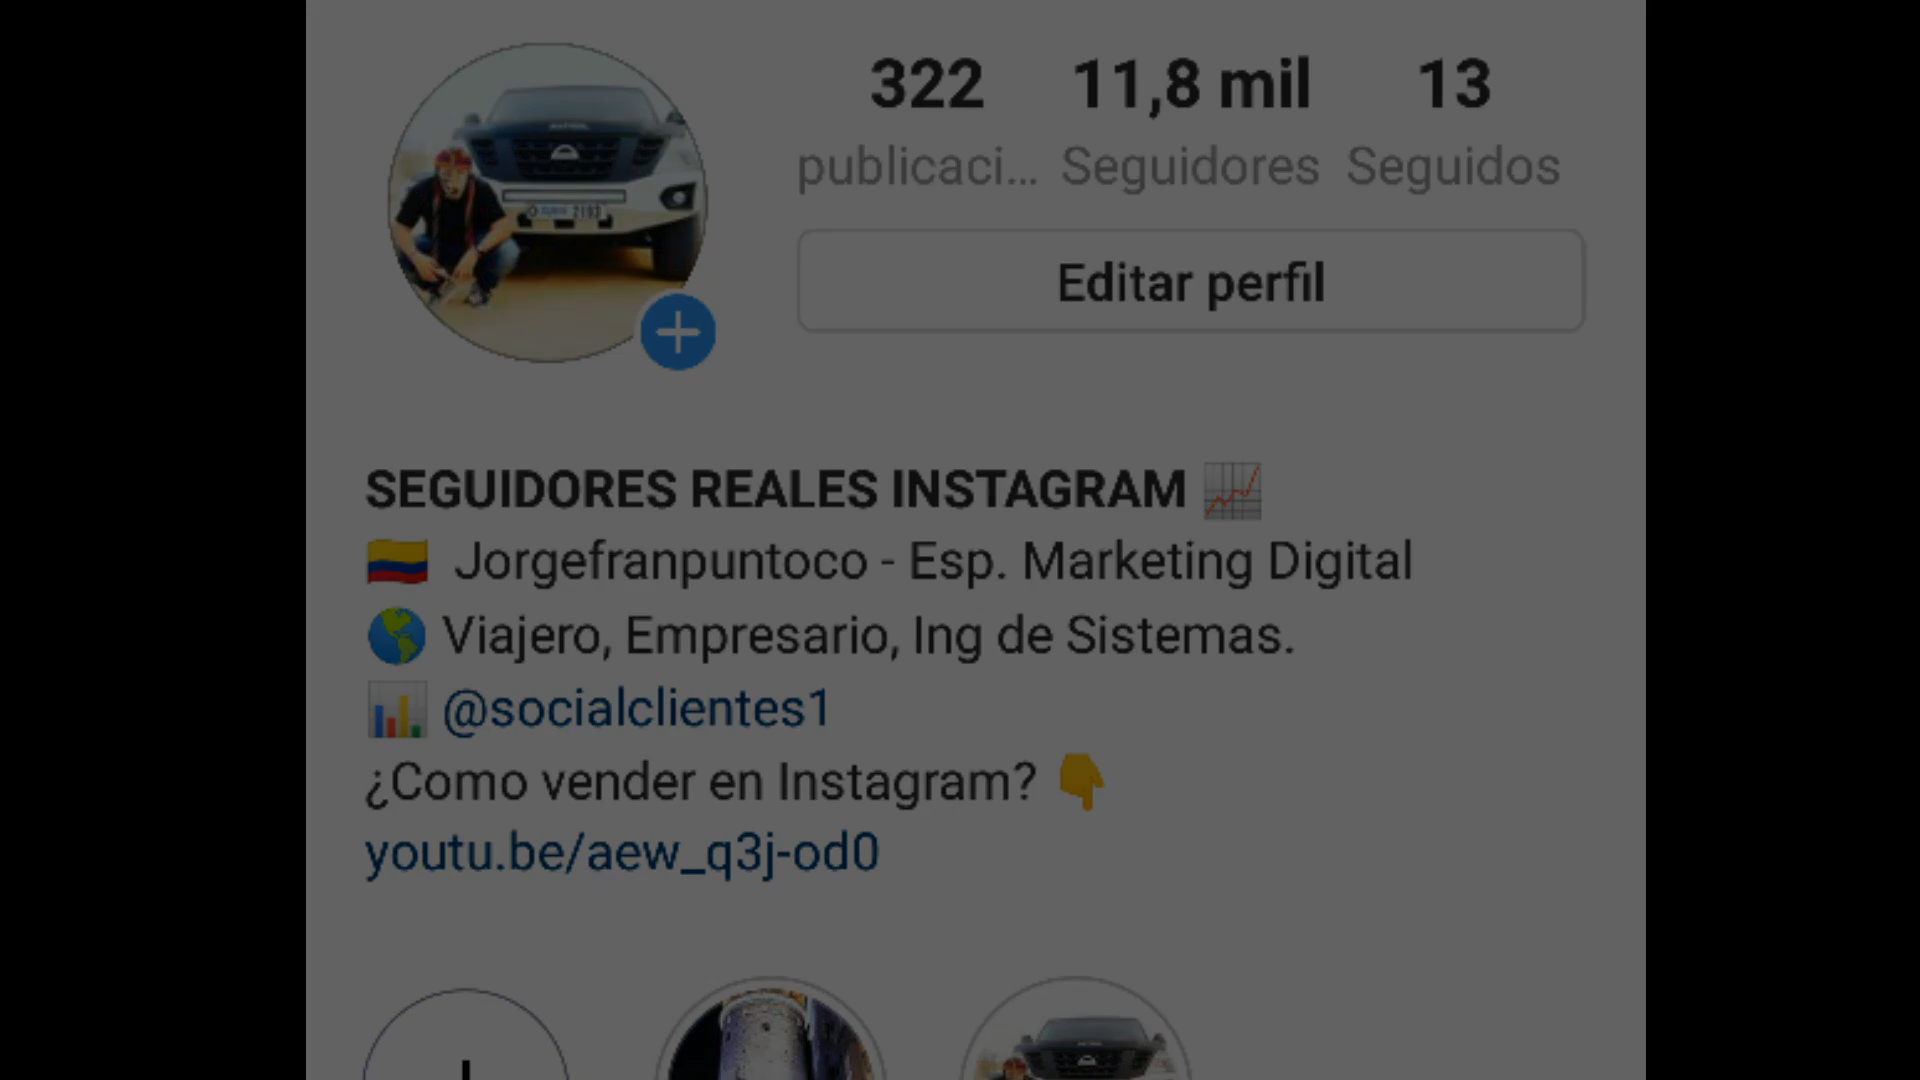 322 11,8 mil 13
publicaci... Seguidores Seguidos
Editar perfil
SEGUIDORES REALES INSTAGRAM
Jorgefranpuntoco - Esp. Marketing Digital
Viajero, Empresario, Ing de Sistemas.
@socialclientes1
¿Como vender en Instagram?
youtu.be/aew_q3j-od0